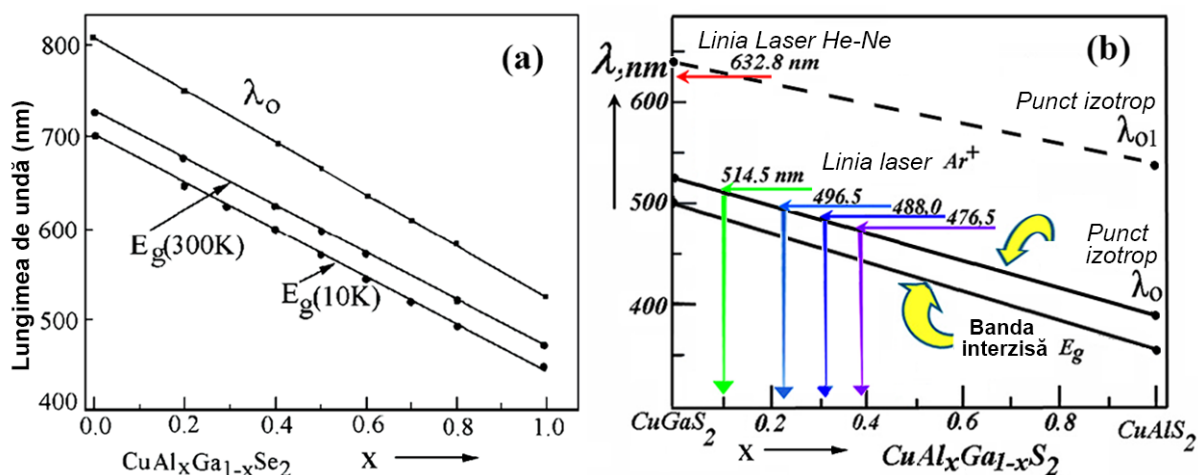 (a)
Lungimea de undă (nm)
800
700
600
500
400
λo
Eg(300K)
Eg(10K)
0.0 0.2 0.4 0.6 0.8 1.0
CuAlxGa1-xSe2 X
(b)
Linia Laser He-Ne
632.8 nm
λ,nm
600
500
400
Punct izotrop
λo1
Linia laser Ar+
514.5 nm
496.5
488,0
476,5
Punct
izotrop
λo
Banda
interzisă Eg
CuGaS2 0.2 0.4 0.6 0.8 CuAlS2
X CuAlxGa1-xS2